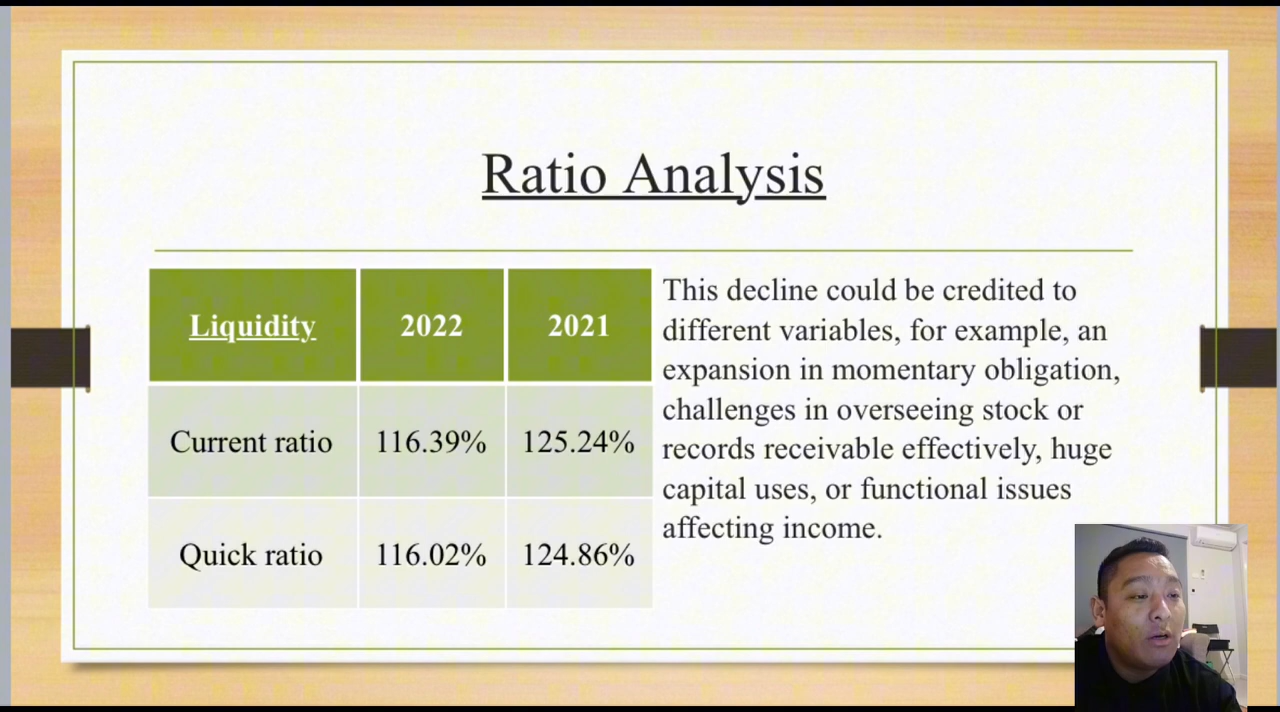 Ratio Analysis
Liquidity 2022 2021
Current ratio 116.39% 125.24%
Quick ratio 116.02% 124.86%
This decline could be credited to
different variables, for example, an
expansion in momentary obligation,
challenges in overseeing stock or
records receivable effectively, huge
capital uses, or functional issues
affecting income.